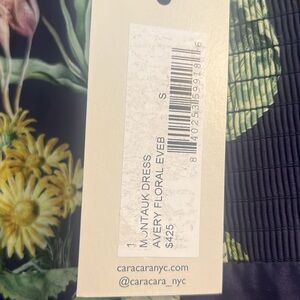 1
MONTAUK DRESS
AVERY FLORAL EVEB S
$425
caracaranyc.com
@caracara_nyc